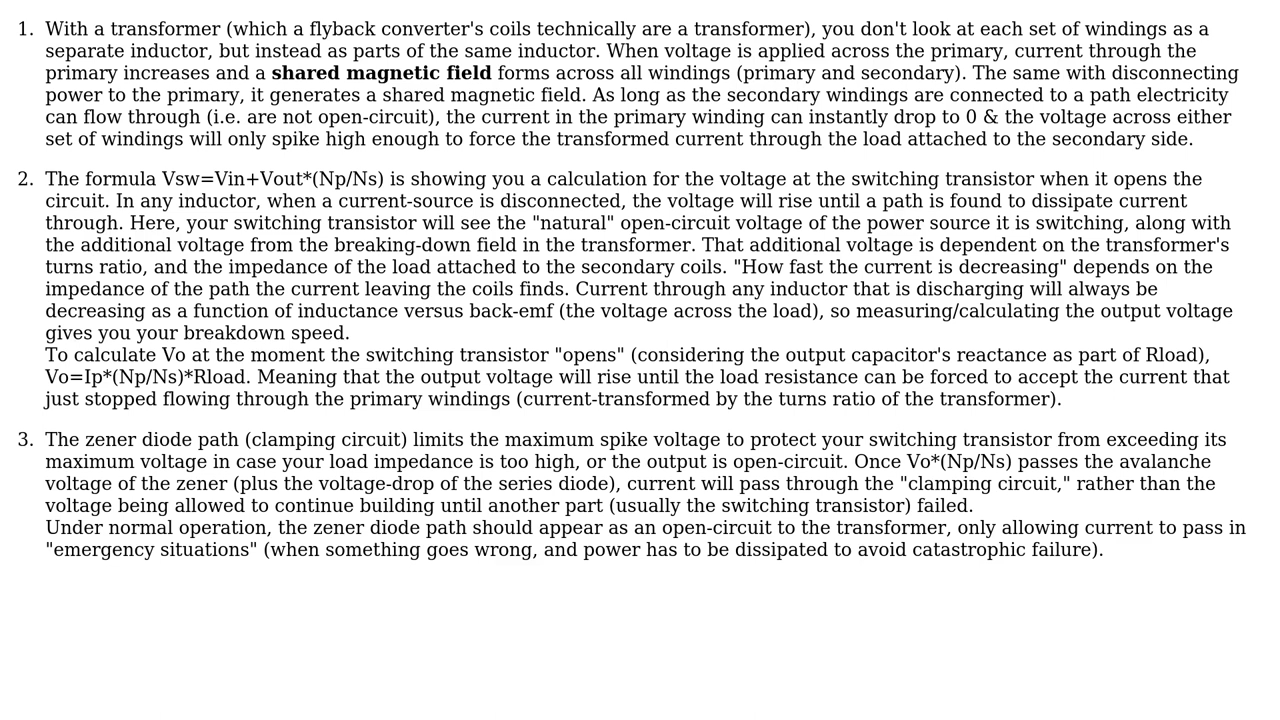 1. With a transformer (which a flyback converter's coils technically are a transformer), you don't look at each set of windings as a
separate inductor, but instead as parts of the same inductor. When voltage is applied across the primary, current through the
primary increases and a shared magnetic field forms across all windings (primary and secondary). The same with disconnecting
power to the primary, it generates a shared magnetic field. As long as the secondary windings are connected to a path electricity
can flow through (i.e. are not open-circuit), the current in the primary winding can instantly drop to 0 & the voltage across either
set of windings will only spike high enough to force the transformed current through the load attached to the secondary side.
2. The formula Vsw=Vin+Vout*(Np/Ns) is showing you a calculation for the voltage at the switching transistor when it opens the
circuit. In any inductor, when a current-source is disconnected, the voltage will rise until a path is found to dissipate current
through. Here, your switching transistor will see the "natural" open-circuit voltage of the power source it is switching, along with
the additional voltage from the breaking-down field in the transformer. That additional voltage is dependent on the transformer's
turns ratio, and the impedance of the load attached to the secondary coils. "How fast the current is decreasing" depends on the
impedance of the path the current leaving the coils finds. Current through any inductor that is discharging will always be
decreasing as a function of inductance versus back-emf (the voltage across the load), so measuring/calculating the output voltage
gives you your breakdown speed.
To calculate Vo at the moment the switching transistor "opens" (considering the output capacitor's reactance as part of Rload),
Vo=Ip*(Np/Ns)*Rload. Meaning that the output voltage will rise until the load resistance can be forced to accept the current that
just stopped flowing through the primary windings (current-transformed by the turns ratio of the transformer).
3. The zener diode path (clamping circuit) limits the maximum spike voltage to protect your switching transistor from exceeding its
maximum voltage in case your load impedance is too high, or the output is open-circuit. Once Vo*(Np/Ns) passes the avalanche
voltage of the zener (plus the voltage-drop of the series diode), current will pass through the "clamping circuit," rather than the
voltage being allowed to continue building until another part (usually the switching transistor) failed.
Under normal operation, the zener diode path should appear as an open-circuit to the transformer, only allowing current to pass in
"emergency situations" (when something goes wrong, and power has to be dissipated to avoid catastrophic failure).